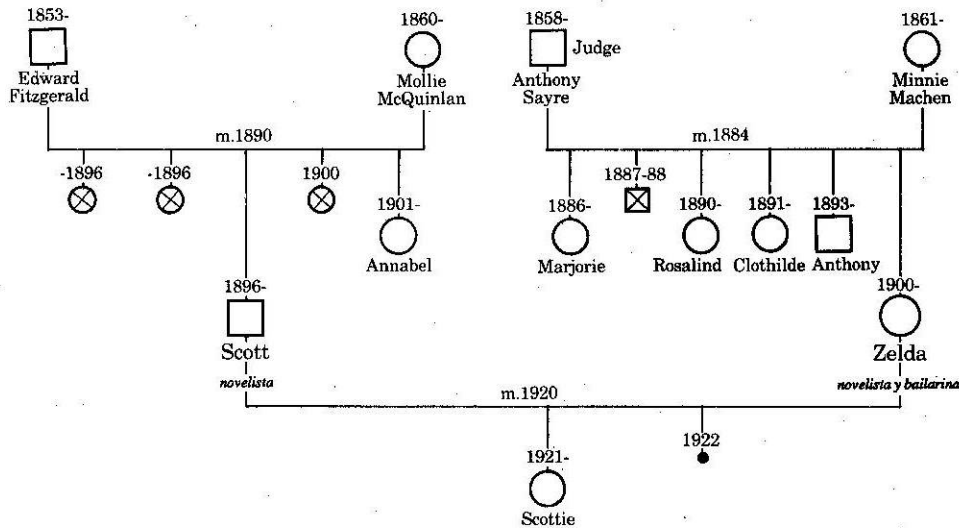 1853-
1860-
1858-
1861-
Judge
Edward
Fitzgerald
Mollie
McQuinlan
Anthony
Sayre
Minnie
Machen
m.1890
m.1884
-1896
-1896
1900
1901-
Annabel
1886-
Marjorie
1887-88
1890-
Rosalind
1891-
Clothilde
1893-
Anthony
1896-
Scott
novelista
1900-
Zelda
novelista y bailarina
m.1920
1921-
Scottie
1922